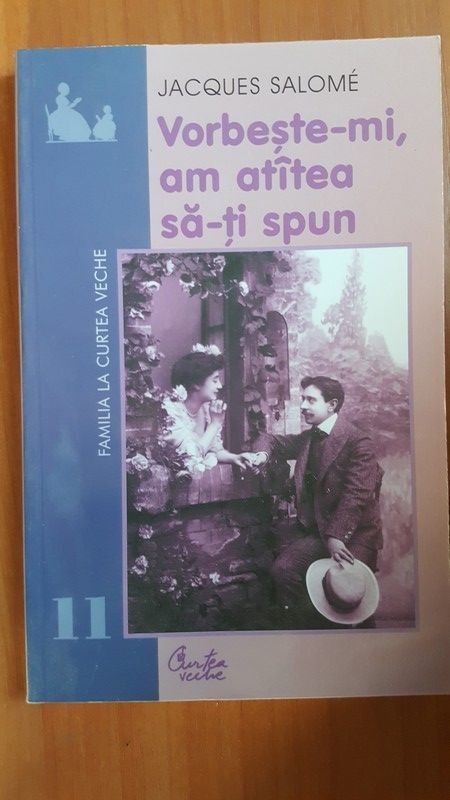 JACQUES SALOMÉ
Vorbește-mi,
am atîtea
să-ți spun
FAMILIA LA CURTEA VECHE
11
Curtea
veche